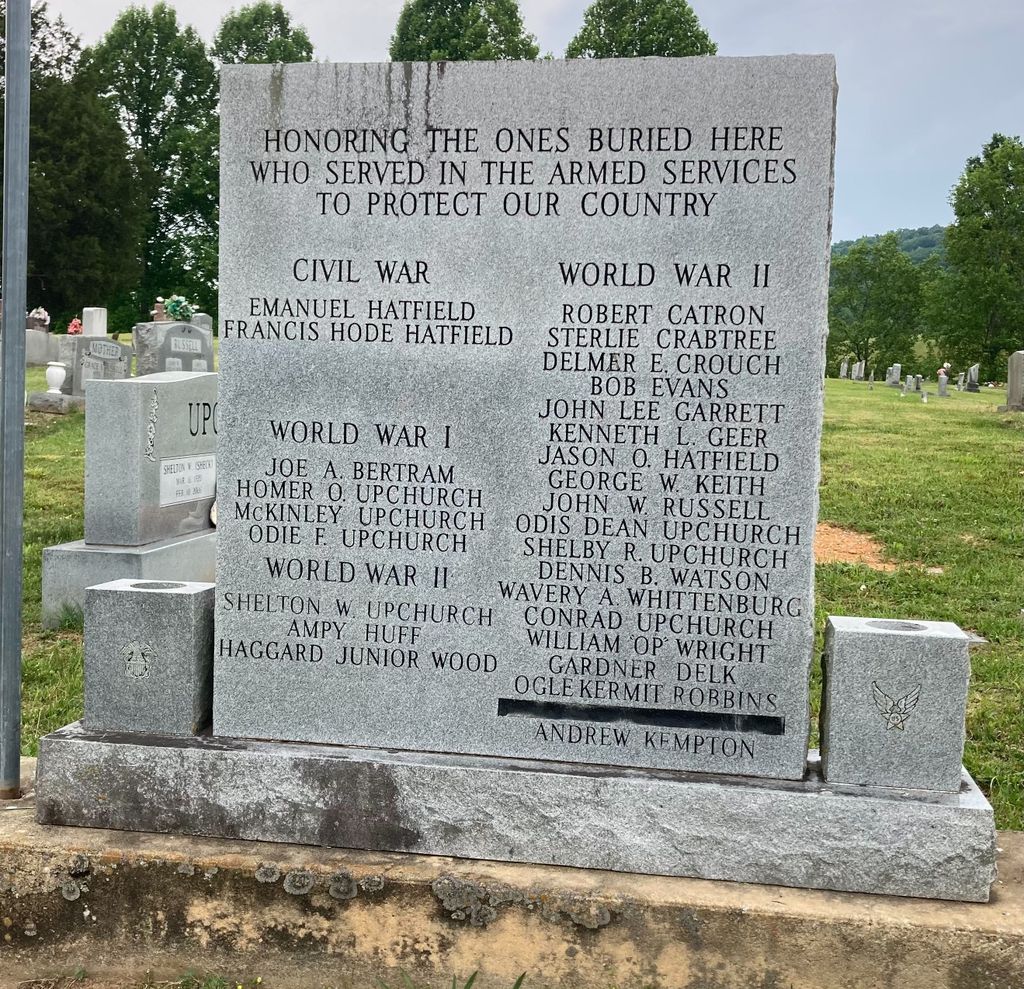 HONORING THE ONES BURIED HERE
WHO SERVED IN THE ARMED SERVICES
TO PROTECT OUR COUNTRY
CIVIL WAR
EMANUEL HATFIELD
FRANCIS HODE HATFIELD
WORLD WAR I
JOE A. BERTRAM
HOMER O. UPCHURCH
McKINLEY UPCHURCH
ODIE F. UPCHURCH
WORLD WAR II
SHELTON W. UPCHURCH
AMPY HUFF
HAGGARD JUNIOR WOOD
WORLD WAR II
ROBERT CATRON
STERLIE CRABTREE
DELMER E. CROUCH
BOB EVANS
JOHN LEE GARRETT
KENNETH L. GEER
JASON O. HATFIELD
GEORGE W. KEITH
JOHN W. RUSSELL
ODIS DEAN UPCHURCH
SHELBY R. UPCHURCH
DENNIS B. WATSON
WAVERY A. WHITTENBURG
CONRAD UPCHURCH
WILLIAM "OP" WRIGHT
GARDNER DELK
OGLE KERMIT ROBBINS
ANDREW KEMPTON
MOTHER
RUSSELL
UPC
SHELTON W. (SHECK)